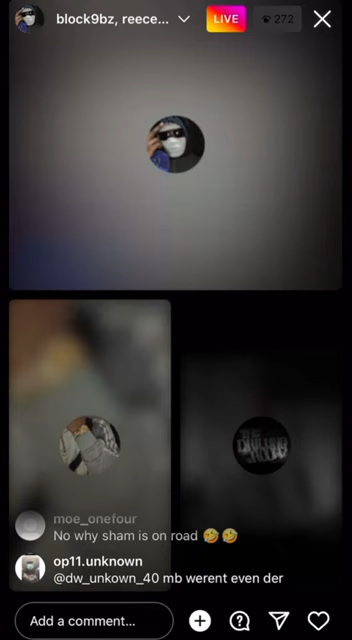 block9bz, reece...
LIVE
272
moe_onefour
No why sham is on road 🤣🤣
op11.unknown
@dw_unkown_40 mb werent even der
Add a comment...